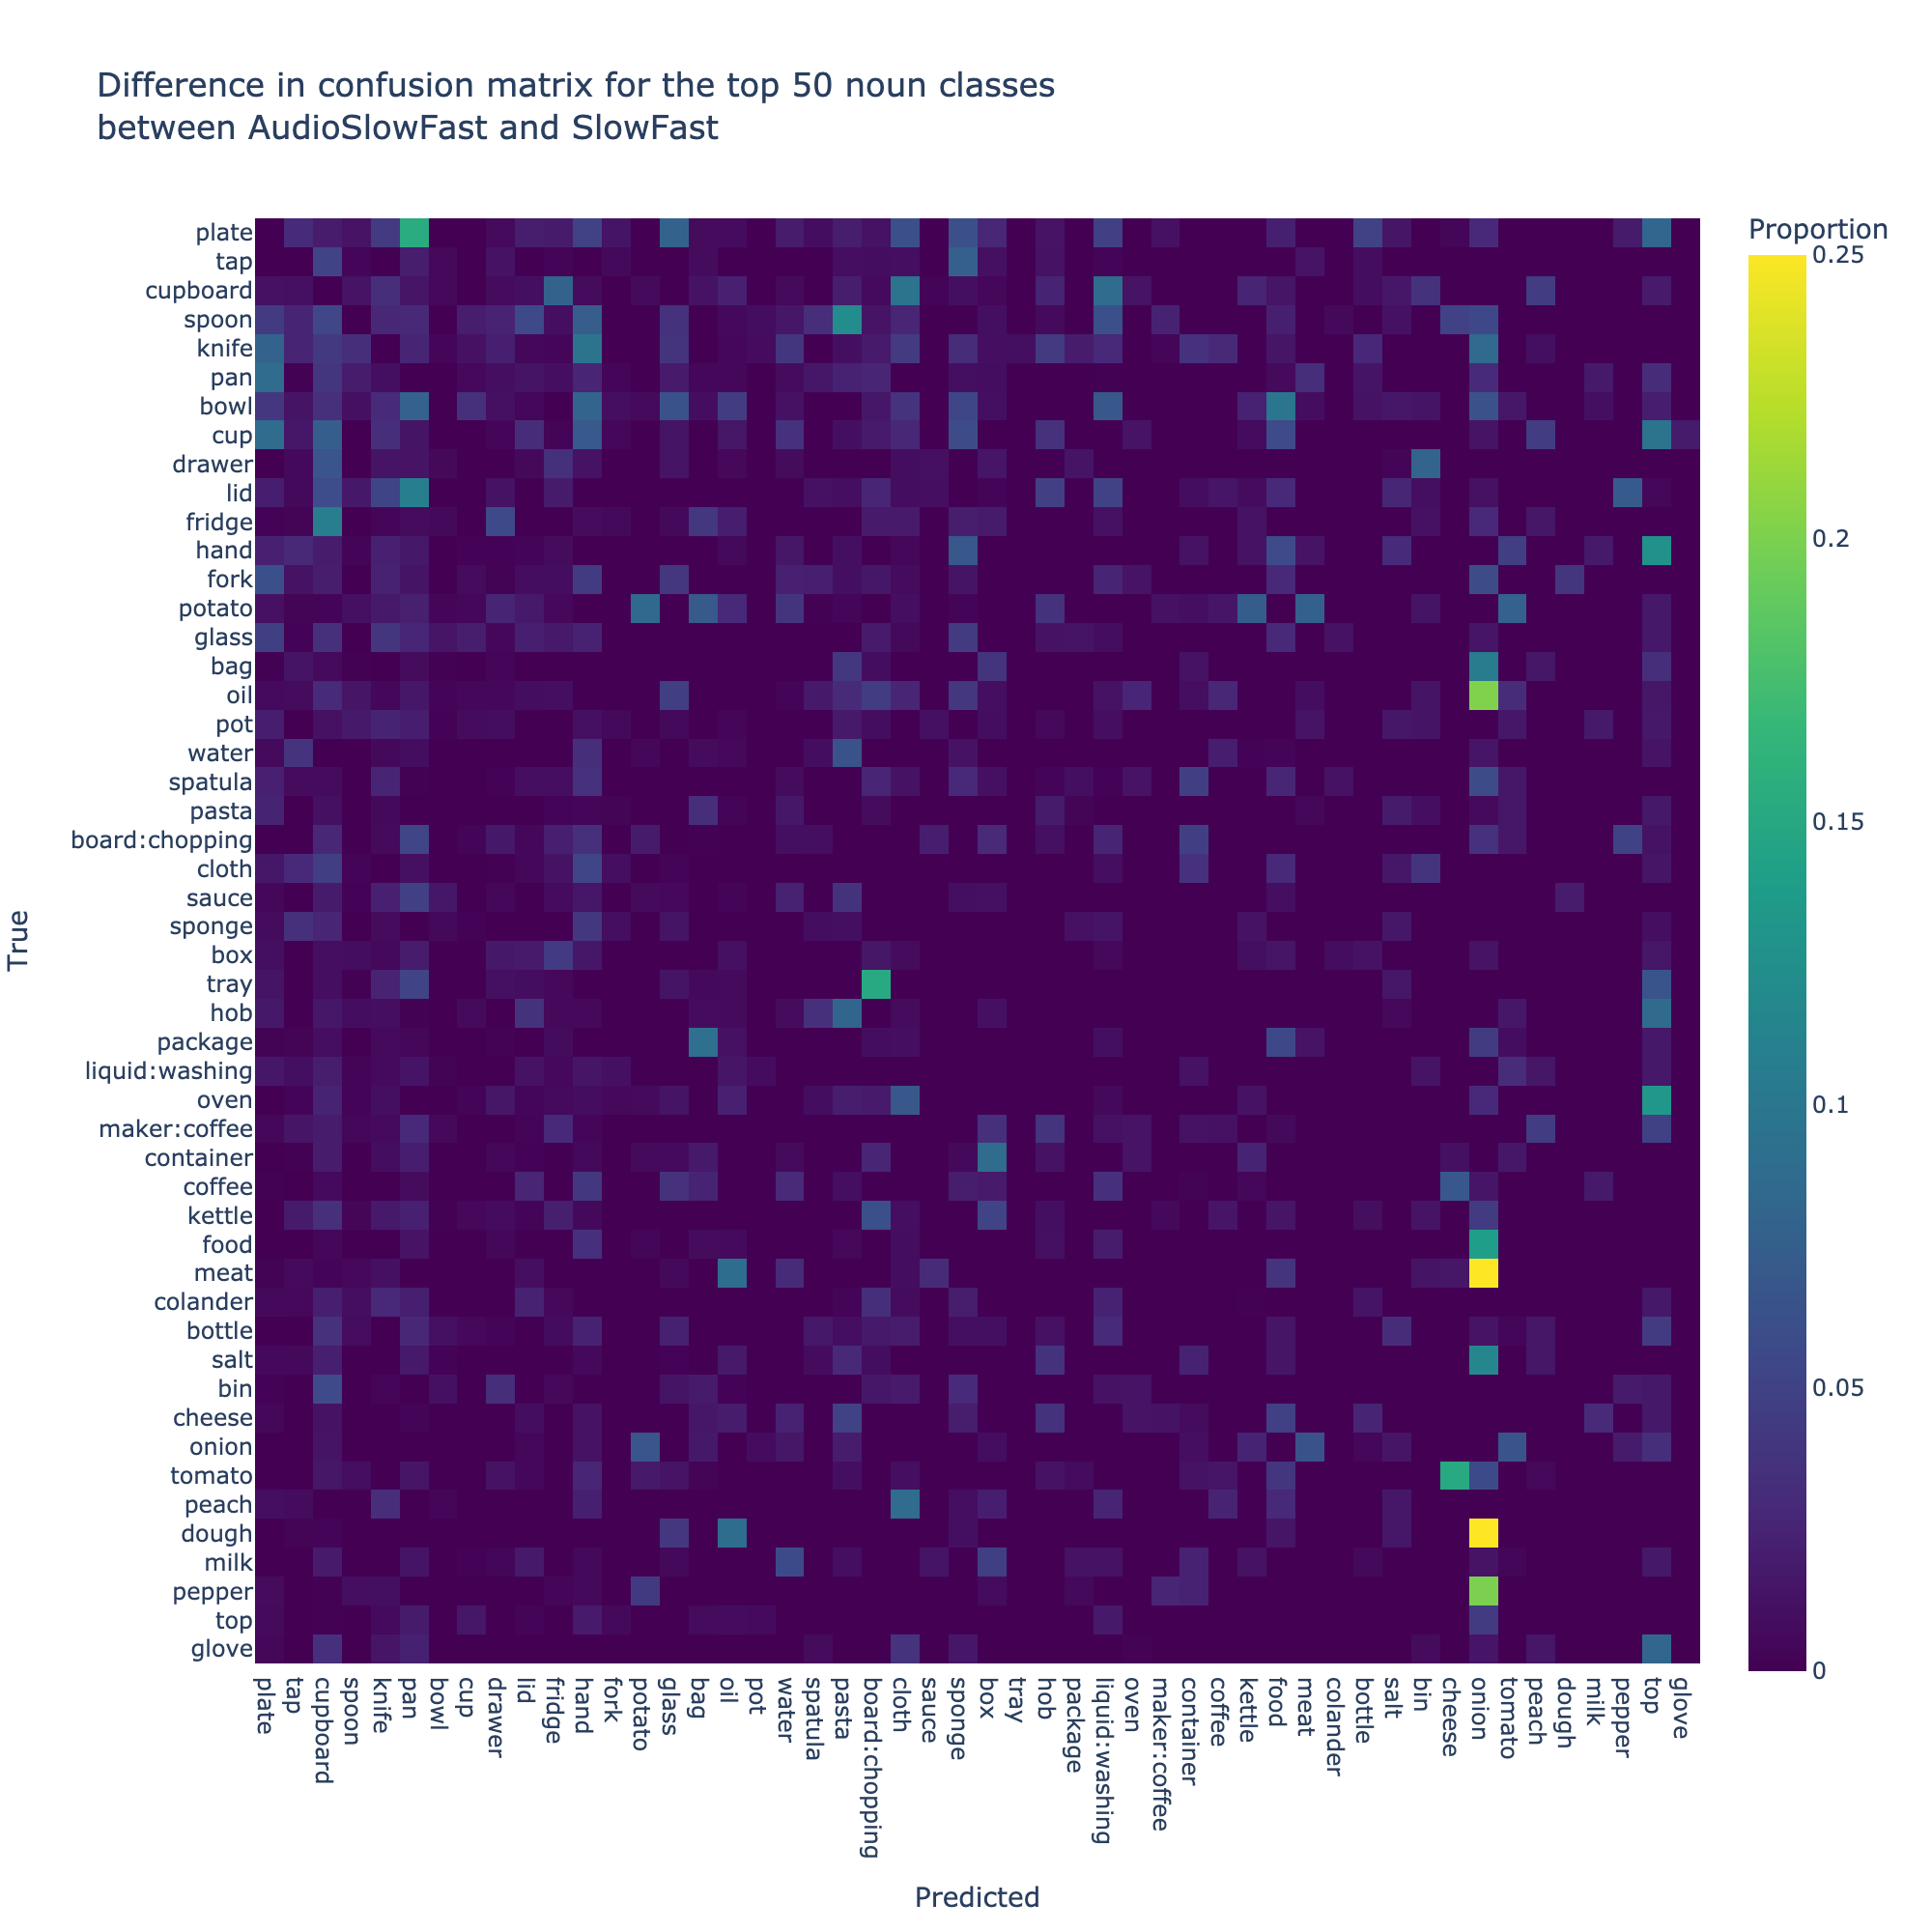 Difference in confusion matrix for the top 50 noun classes
between AudioSlowFast and SlowFast
Proportion
0.25
0.2
0.15
0.1
0.05
0
True
plate
tap
cupboard
spoon
knife
pan
bowl
cup
drawer
lid
fridge
hand
fork
potato
glass
bag
oil
pot
water
spatula
pasta
board:chopping
cloth
sauce
sponge
box
tray
hob
package
liquid:washing
oven
maker:coffee
container
coffee
kettle
food
meat
colander
bottle
salt
bin
cheese
onion
tomato
peach
dough
milk
pepper
top
glove
plate
tap
cupboard
spoon
knife
pan
bowl
cup
drawer
lid
fridge
hand
fork
potato
glass
bag
oil
pot
water
spatula
pasta
board:chopping
cloth
sauce
sponge
box
tray
hob
package
liquid:washing
oven
maker:coffee
container
coffee
kettle
food
meat
colander
bottle
salt
bin
cheese
onion
tomato
peach
dough
milk
pepper
top
glove
Predicted